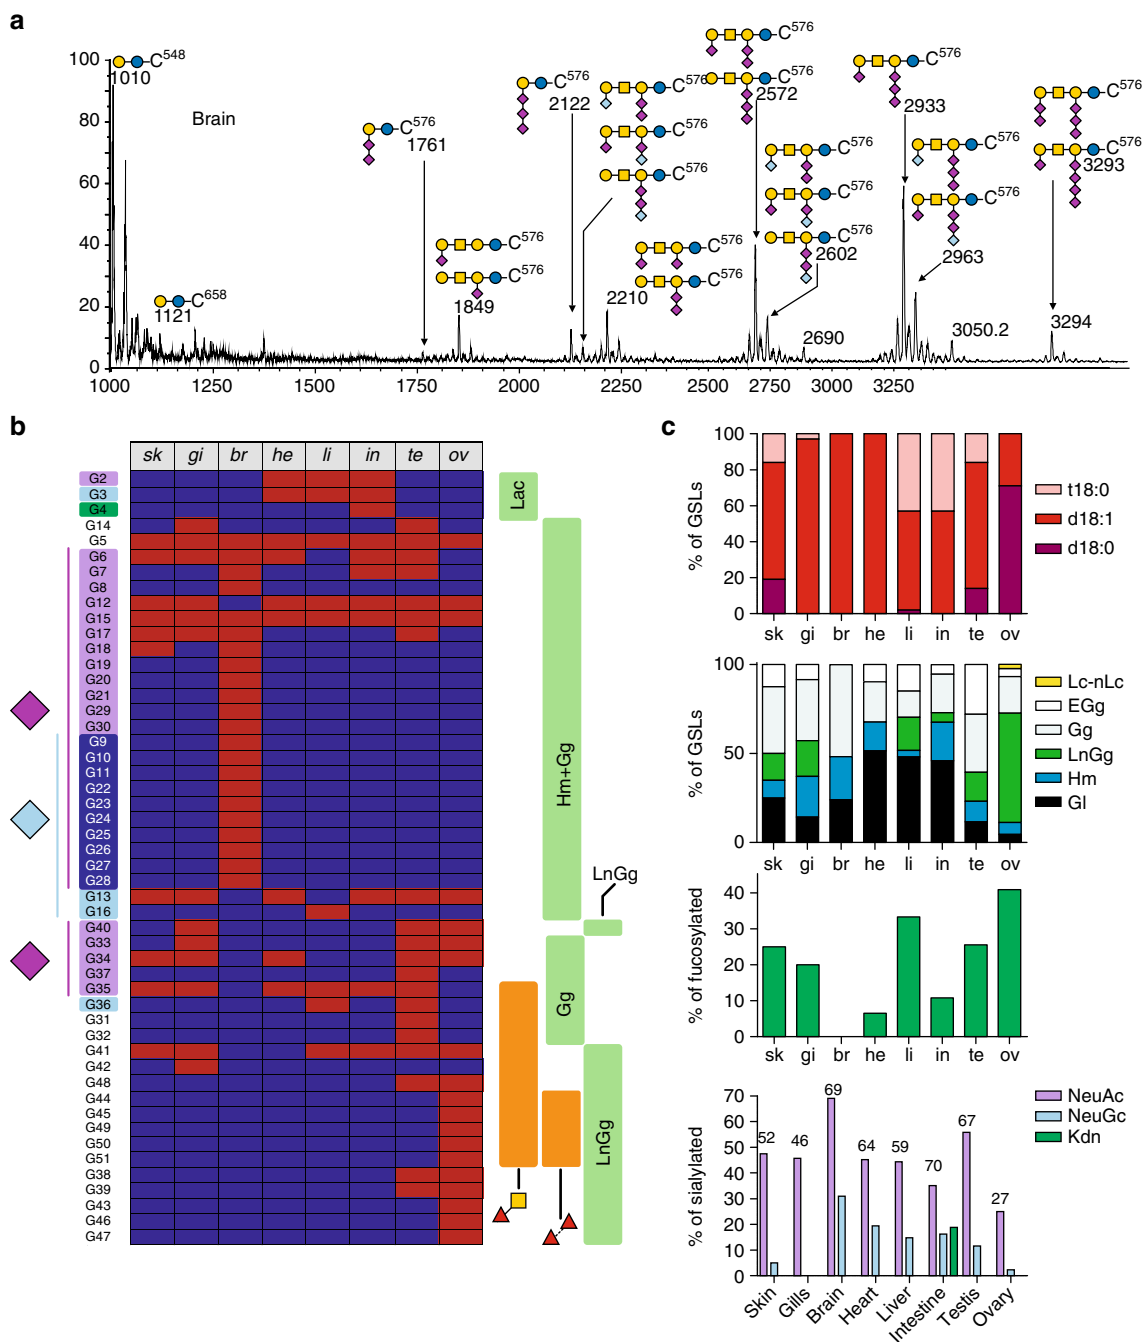 a
Brain
100
80
60
40
20
0
1000
1250
1500
1750
2000
2250
2500
2750
3000
3250
C548
1010
C658
1121
C576
1761
C576
C576
1849
C576
2122
C576
C576
C576
2210
C576
C576
C576
C576
2572
C576
C576
C576
2602
2690
C576
2933
C576
C576
2963
3050.2
C576
C576
3293
3294
b
sk gi br he li in te ov
G2
G3
G4
G14
G5
G6
G7
G8
G12
G15
G17
G18
G19
G20
G21
G29
G30
G9
G10
G11
G22
G23
G24
G25
G26
G27
G28
G13
G16
G40
G33
G34
G37
G35
G36
G31
G32
G41
G42
G48
G44
G45
G49
G50
G51
G38
G39
G43
G46
G47
Lac
Hm+Gg
LnGg
Gg
LnGg
c
% of GSLs
100
80
60
40
20
0
sk gi br he li in te ov
t18:0
d18:1
d18:0
% of GSLs
100
50
0
sk gi br he li in te ov
Lc-nLc
EGg
Gg
LnGg
Hm
Gl
% of fucosylated
40
30
20
10
0
sk gi br he li in te ov
% of sialylated
70
60
50
40
30
20
10
0
52
46
69
64
59
70
67
27
NeuAc
NeuGc
Kdn
Skin
Gills
Brain
Heart
Liver
Intestine
Testis
Ovary